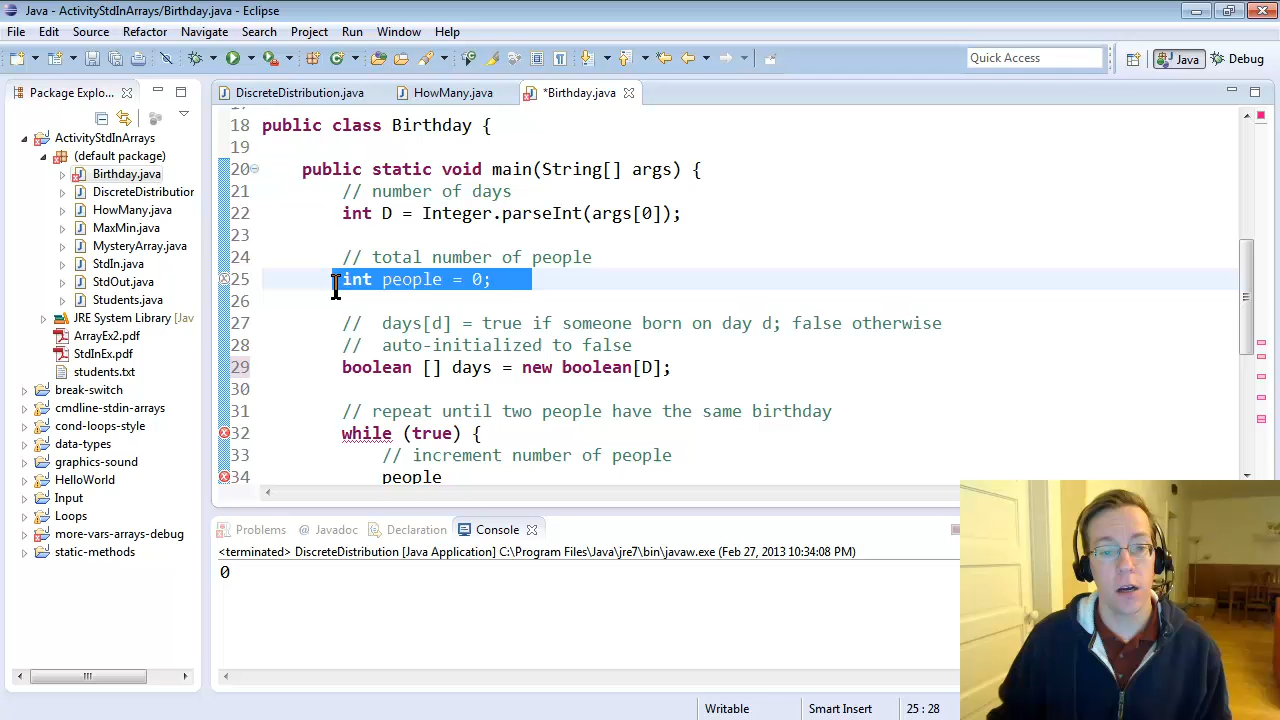 Java - ActivityStdInArrays/Birthday.java - Eclipse
File Edit Source Refactor Navigate Search Project Run Window Help
Quick Access
Java
Debug
Package Explo...
DiscreteDistribution.java
HowMany.java
*Birthday.java
ActivityStdInArrays
(default package)
Birthday.java
DiscreteDistribution
HowMany.java
MaxMin.java
MysteryArray.java
StdIn.java
StdOut.java
Students.java
JRE System Library [Jav
ArrayEx2.pdf
StdInEx.pdf
students.txt
break-switch
cmdline-stdin-arrays
cond-loops-style
data-types
graphics-sound
HelloWorld
Input
Loops
more-vars-arrays-debug
static-methods
18 public class Birthday {
19
20 public static void main(String[] args) {
21 // number of days
22 int D = Integer.parseInt(args[0]);
23
24 // total number of people
25 int people = 0;
26
27 // days[d] = true if someone born on day d; false otherwise
28 // auto-initialized to false
29 boolean [] days = new boolean[D];
30
31 // repeat until two people have the same birthday
32 while (true) {
33 // increment number of people
34 people
Problems @ Javadoc Declaration Console
<terminated> DiscreteDistribution [Java Application] C:\Program Files\Java\jre7\bin\javaw.exe (Feb 27, 2013 10:34:08 PM)
0
Writable
Smart Insert
25 : 28